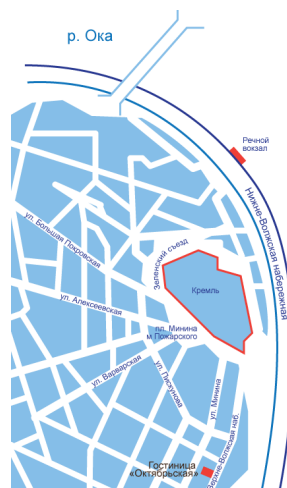 р. Ока
Речной
вокзал
Нижне-Волжская набережная
Зеленский съезд
ул. Большая Покровская
Кремль
ул. Алексеевская
пл. Минина
и Пожарского
ул. Варварская
ул. Пискунова
ул. Минина
Верхне-Волжская наб.
Гостиница
«Октябрьская»